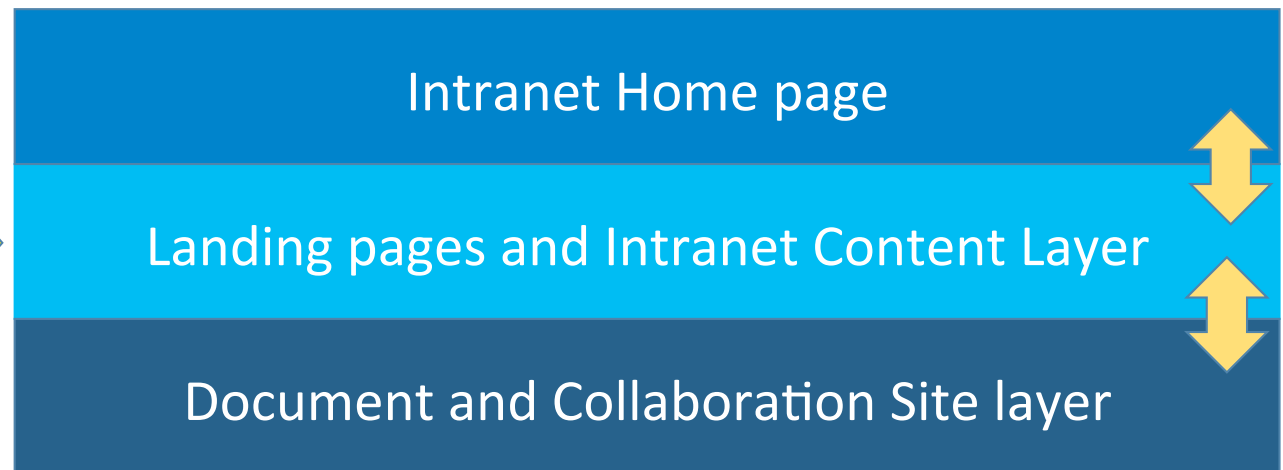 Intranet Home page
Landing pages and Intranet Content Layer
Document and Collaboration Site layer